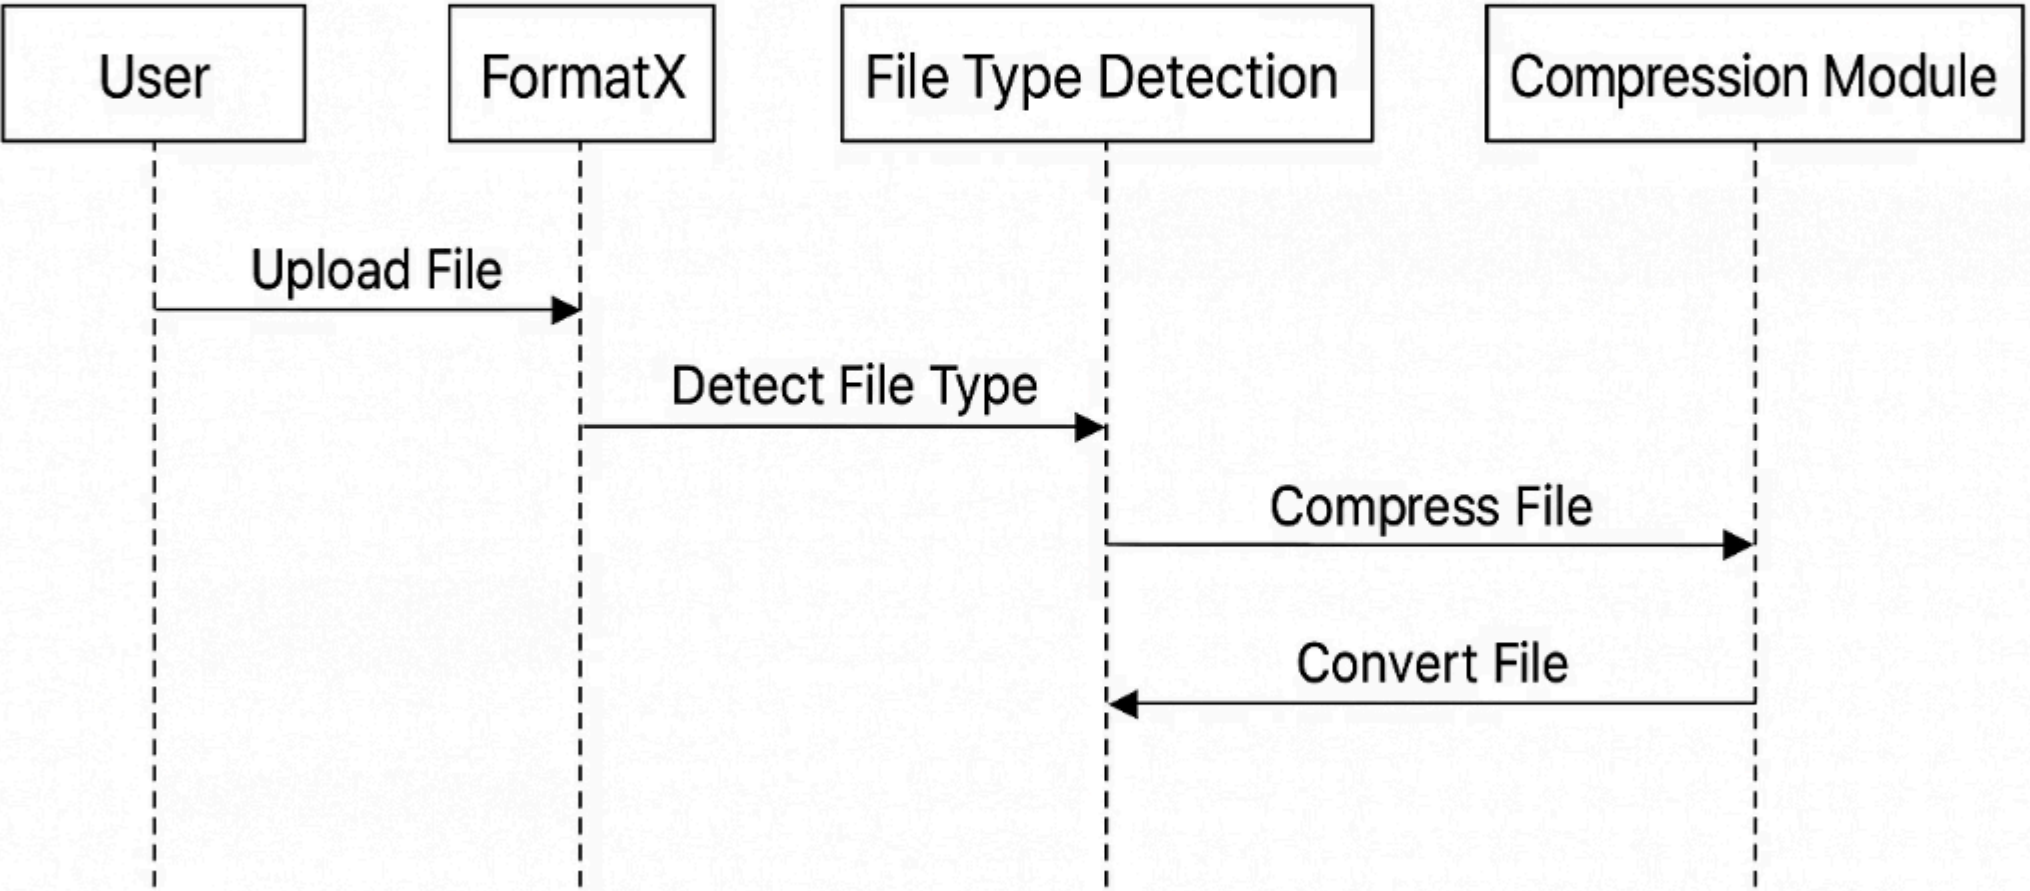 User
FormatX
File Type Detection
Compression Module
Upload File
Detect File Type
Compress File
Convert File